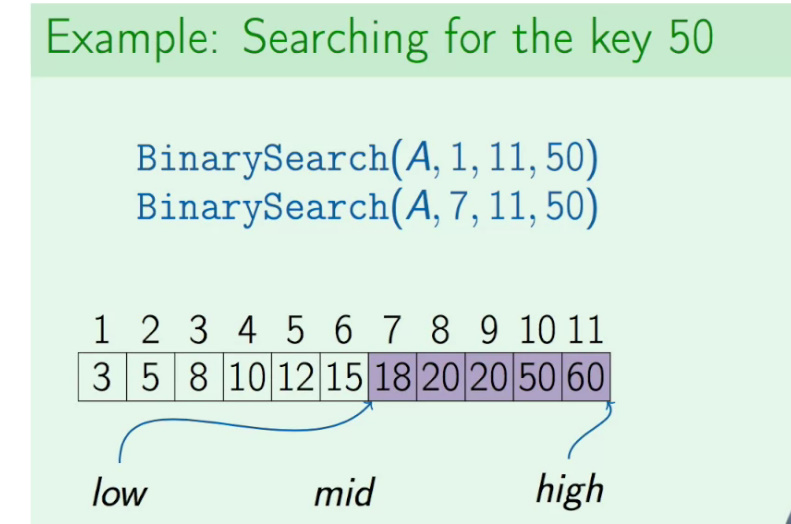 Example: Searching for the key 50
BinarySearch(A, 1, 11, 50)
BinarySearch(A, 7, 11, 50)
1 2 3 4 5 6 7 8 9 10 11
3 5 8 10 12 15 18 20 20 50 60
low mid high